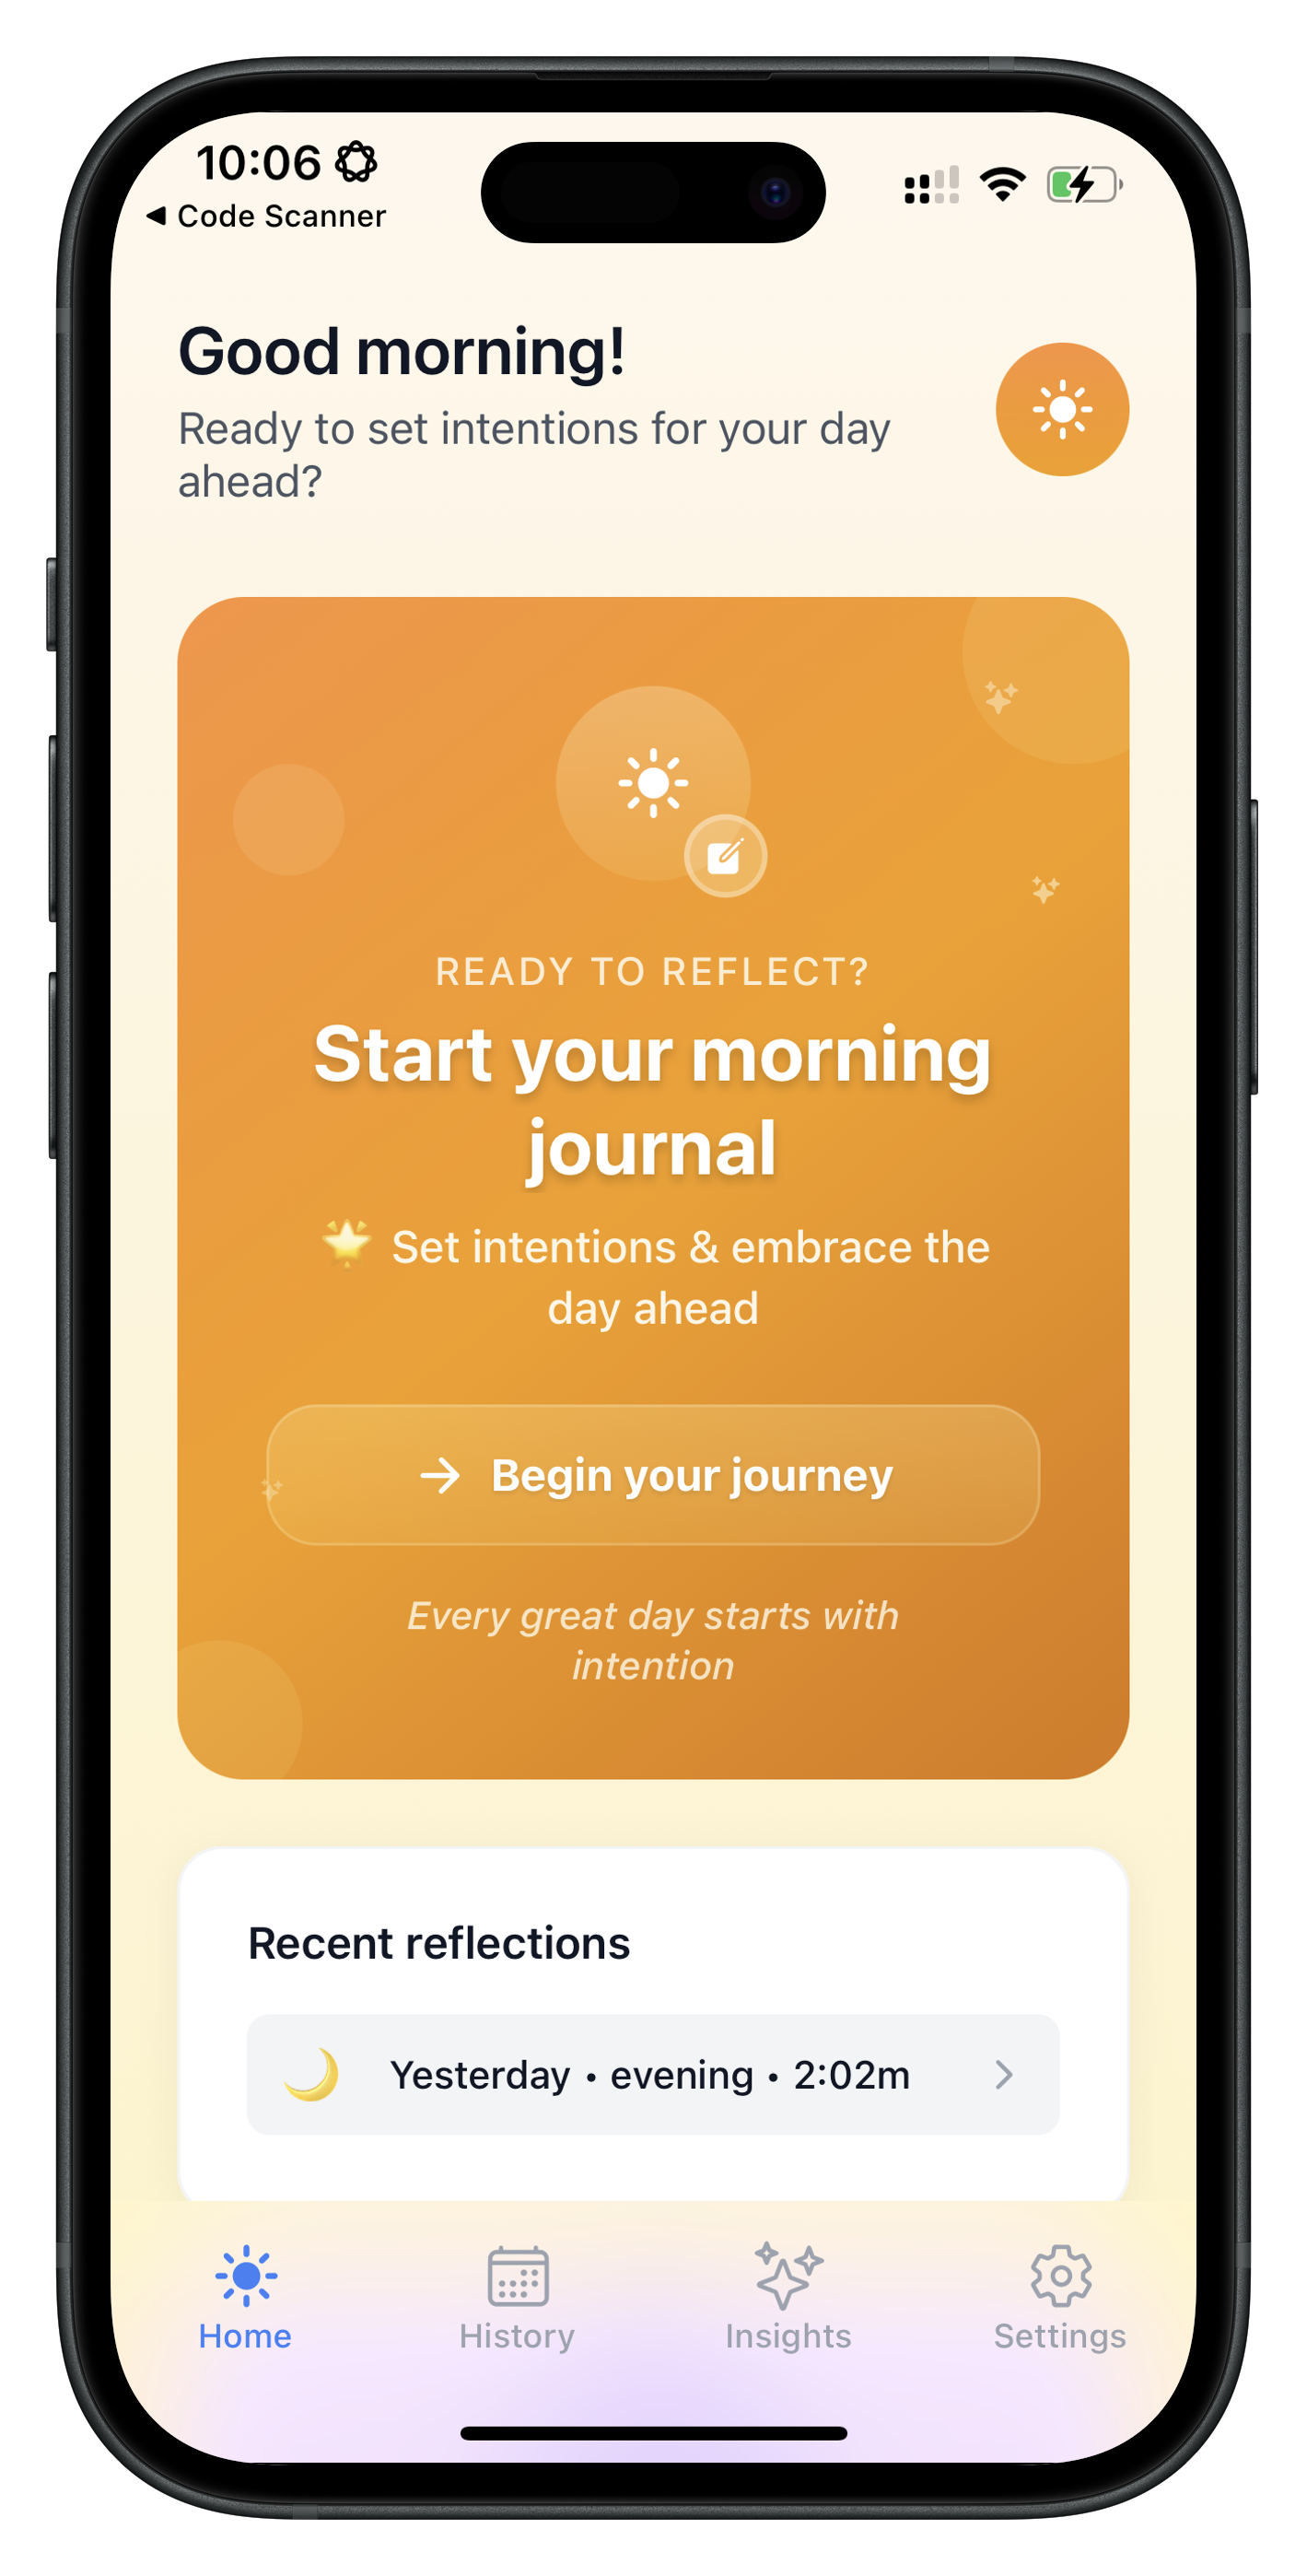 10:06
◀ Code Scanner
Good morning!
Ready to set intentions for your day
ahead?
READY TO REFLECT?
Start your morning
journal
🌟 Set intentions & embrace the
day ahead
→ Begin your journey
Every great day starts with
intention
Recent reflections
🌙 Yesterday • evening • 2:02m
Home History Insights Settings